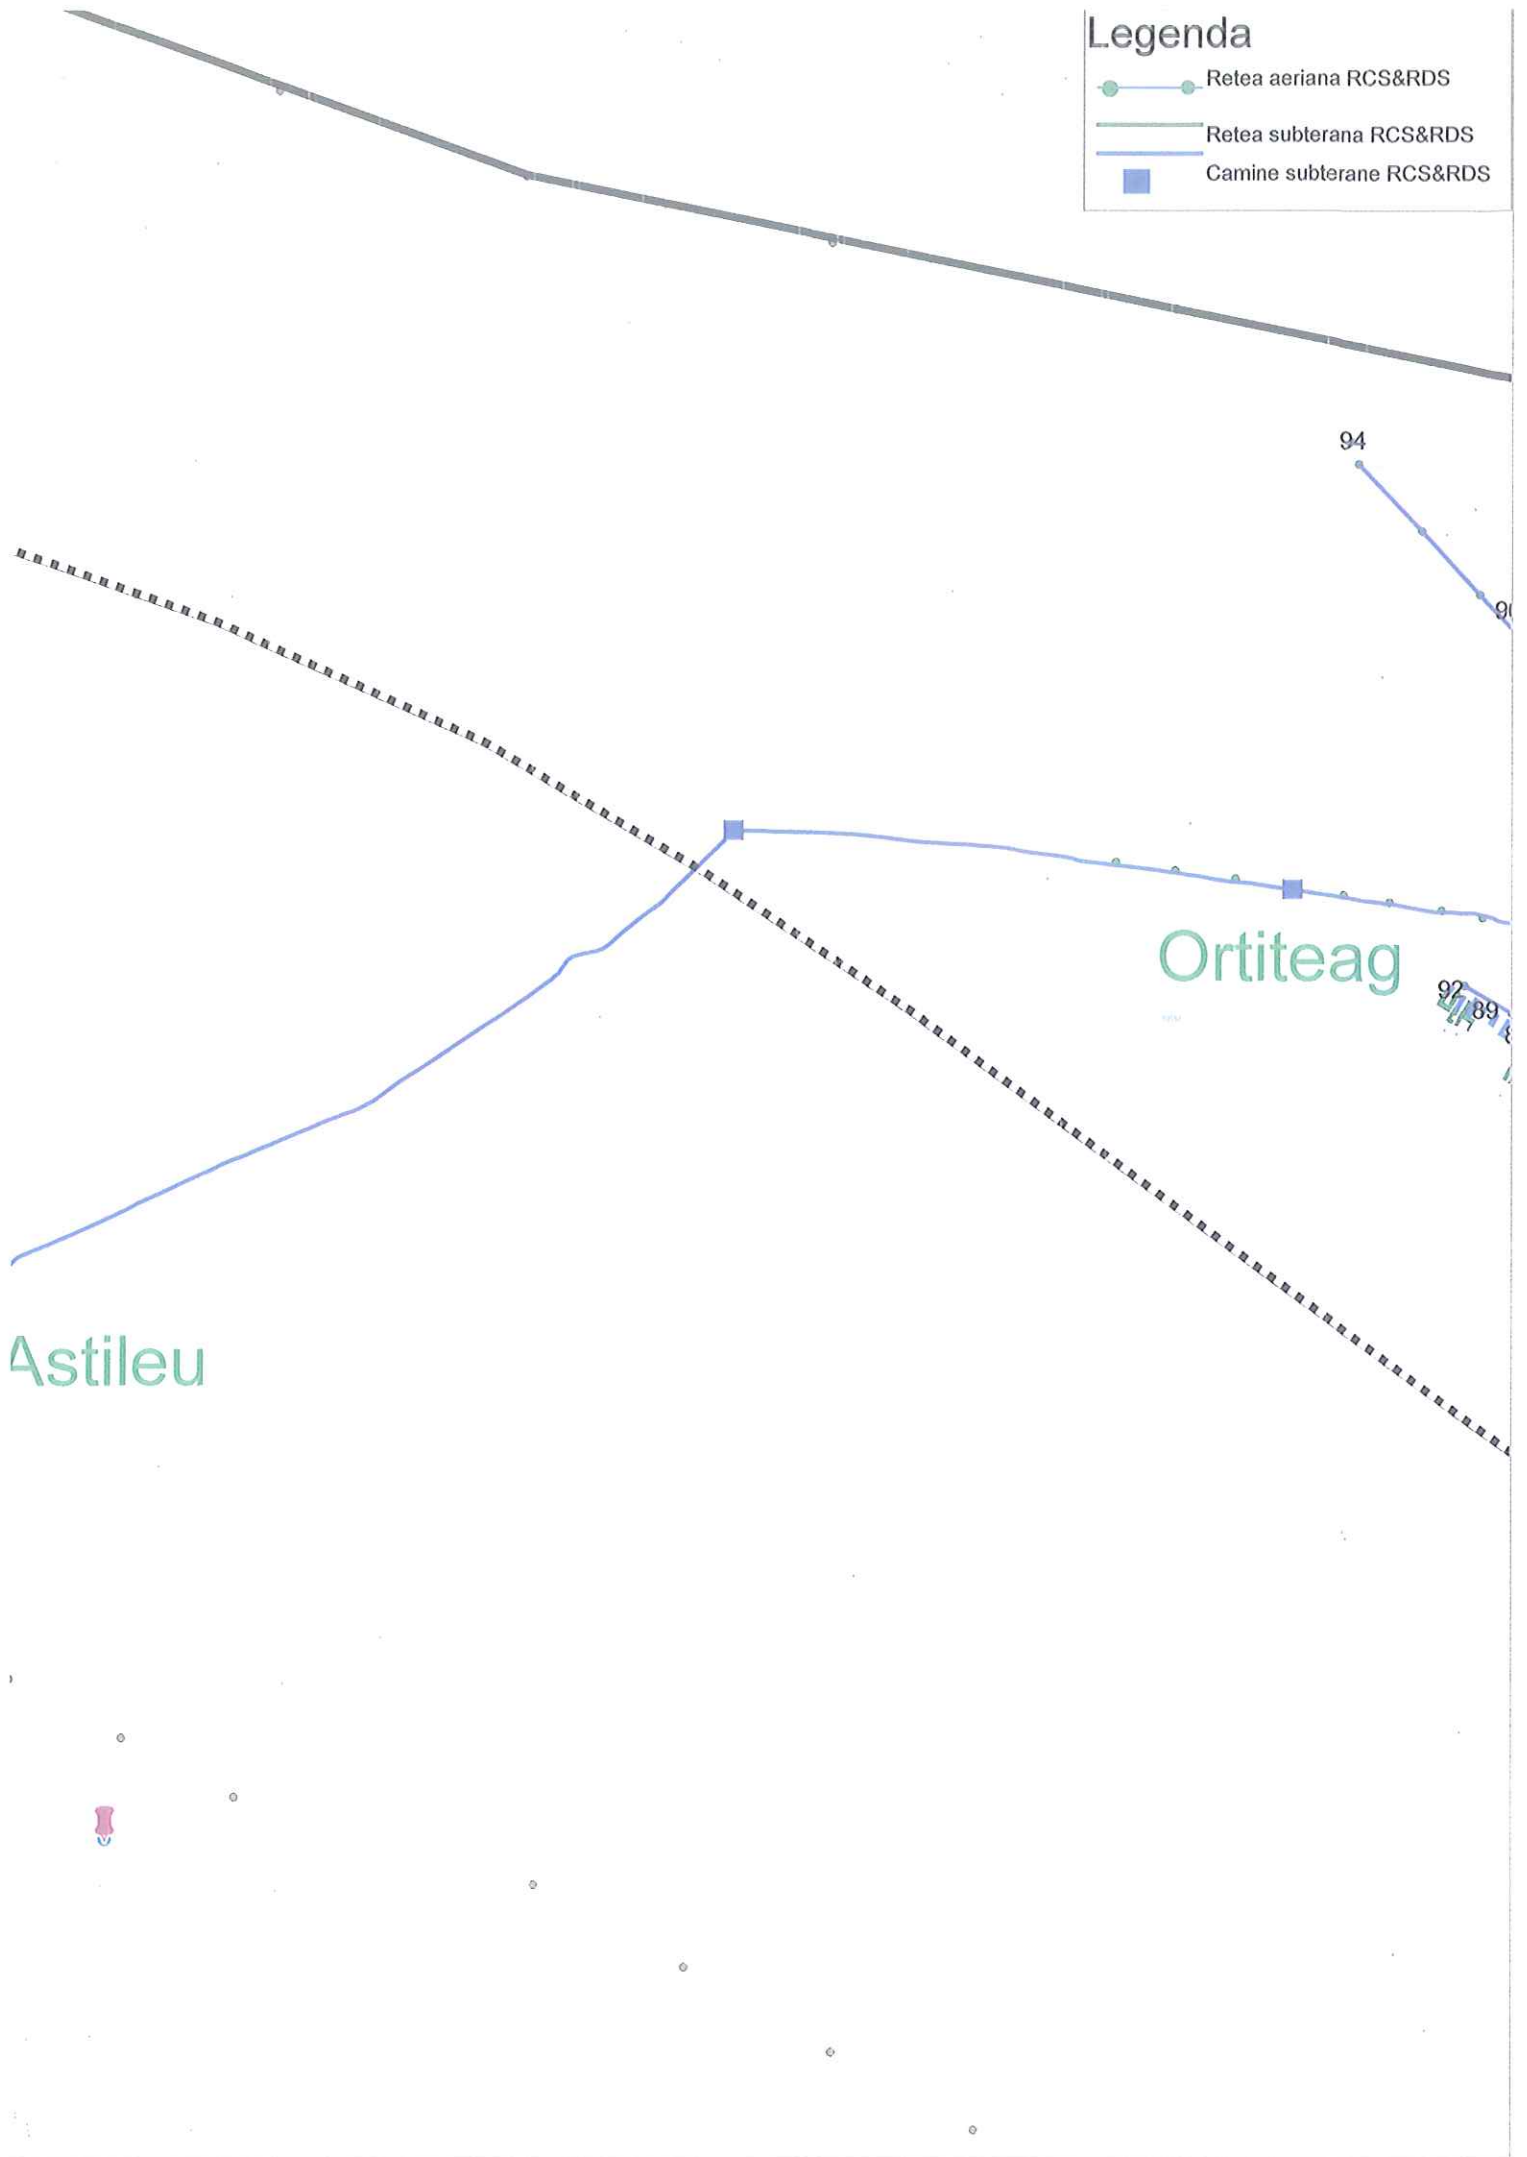 Legenda
Retea aeriana RCS&RDS
Retea subterana RCS&RDS
Camine subterane RCS&RDS
94
Ortiteag
92
89
Astileu